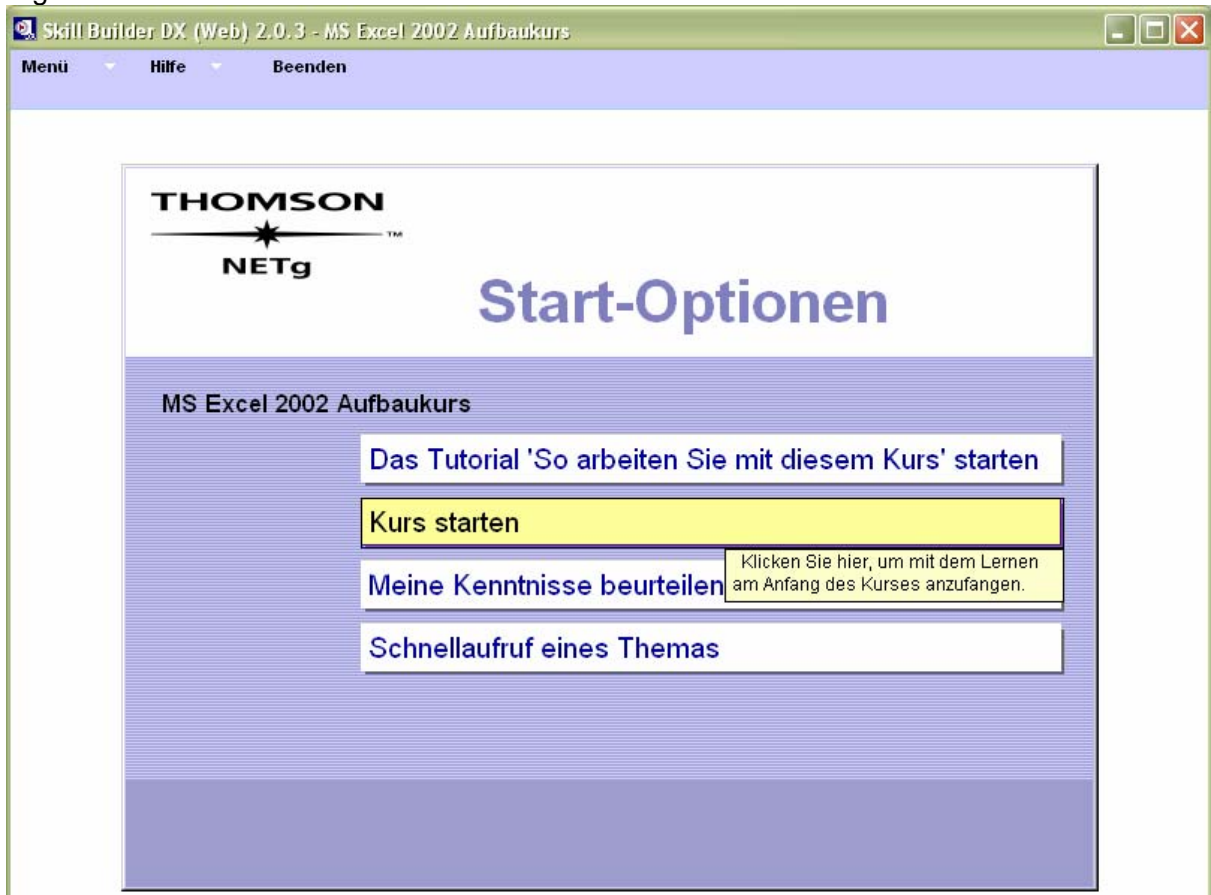 Skill Builder DX (Web) 2.0.3 - MS Excel 2002 Aufbaukurs
Menü Hilfe Beenden
THOMSON
™
NETg
Start-Optionen
MS Excel 2002 Aufbaukurs
Das Tutorial 'So arbeiten Sie mit diesem Kurs' starten
Kurs starten
Klicken Sie hier, um mit dem Lernen
am Anfang des Kurses anzufangen.
Meine Kenntnisse beurteilen
Schnellaufruf eines Themas